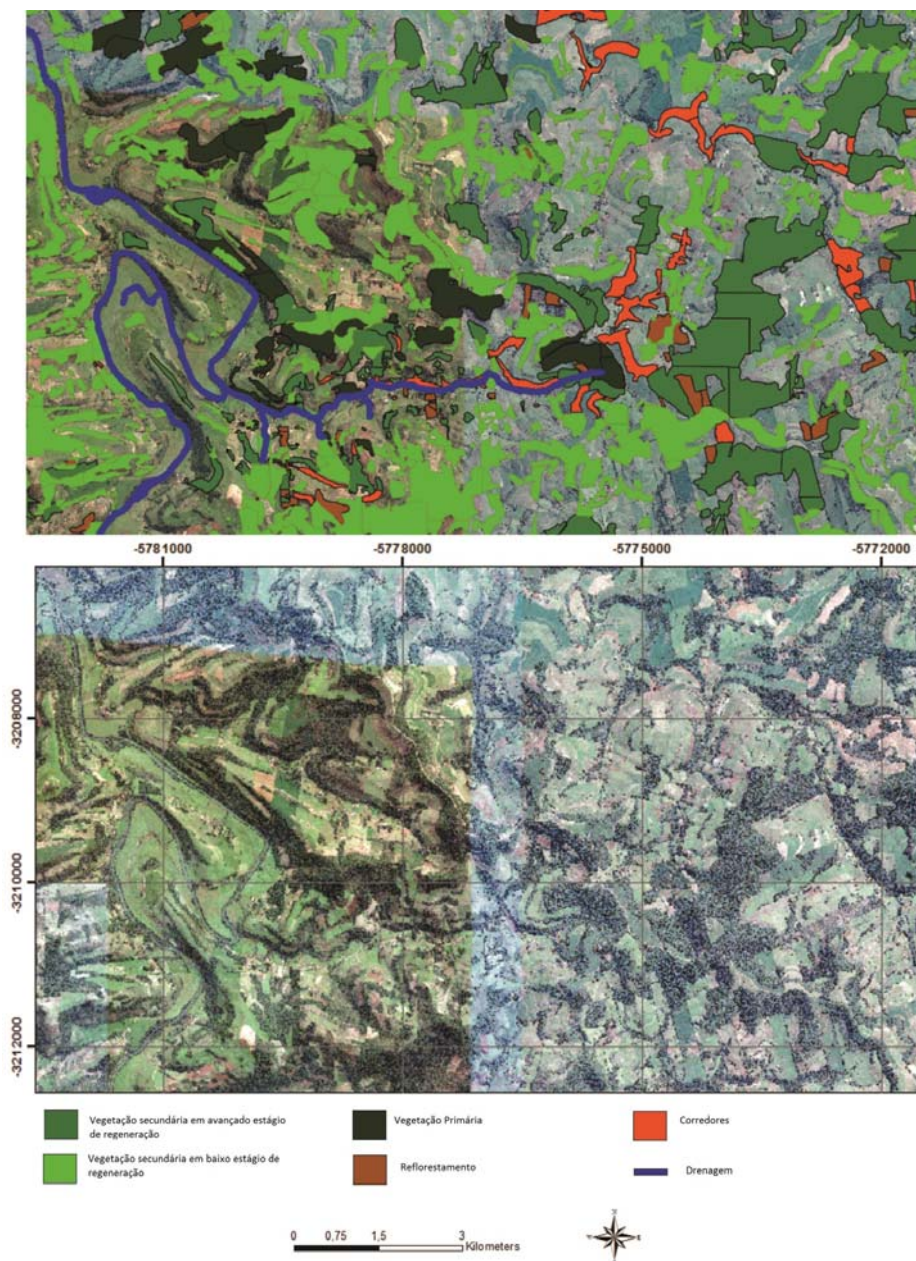 -5781000 -5778000 -5775000 -5772000
-3208000
-3210000
-3212000
Vegetação secundária em avançado estágio
de regeneração
Vegetação Primária
Corredores
Vegetação secundária em baixo estágio de
regeneração
Reflorestamento
Drenagem
0 0,75 1,5 3
Kilometers